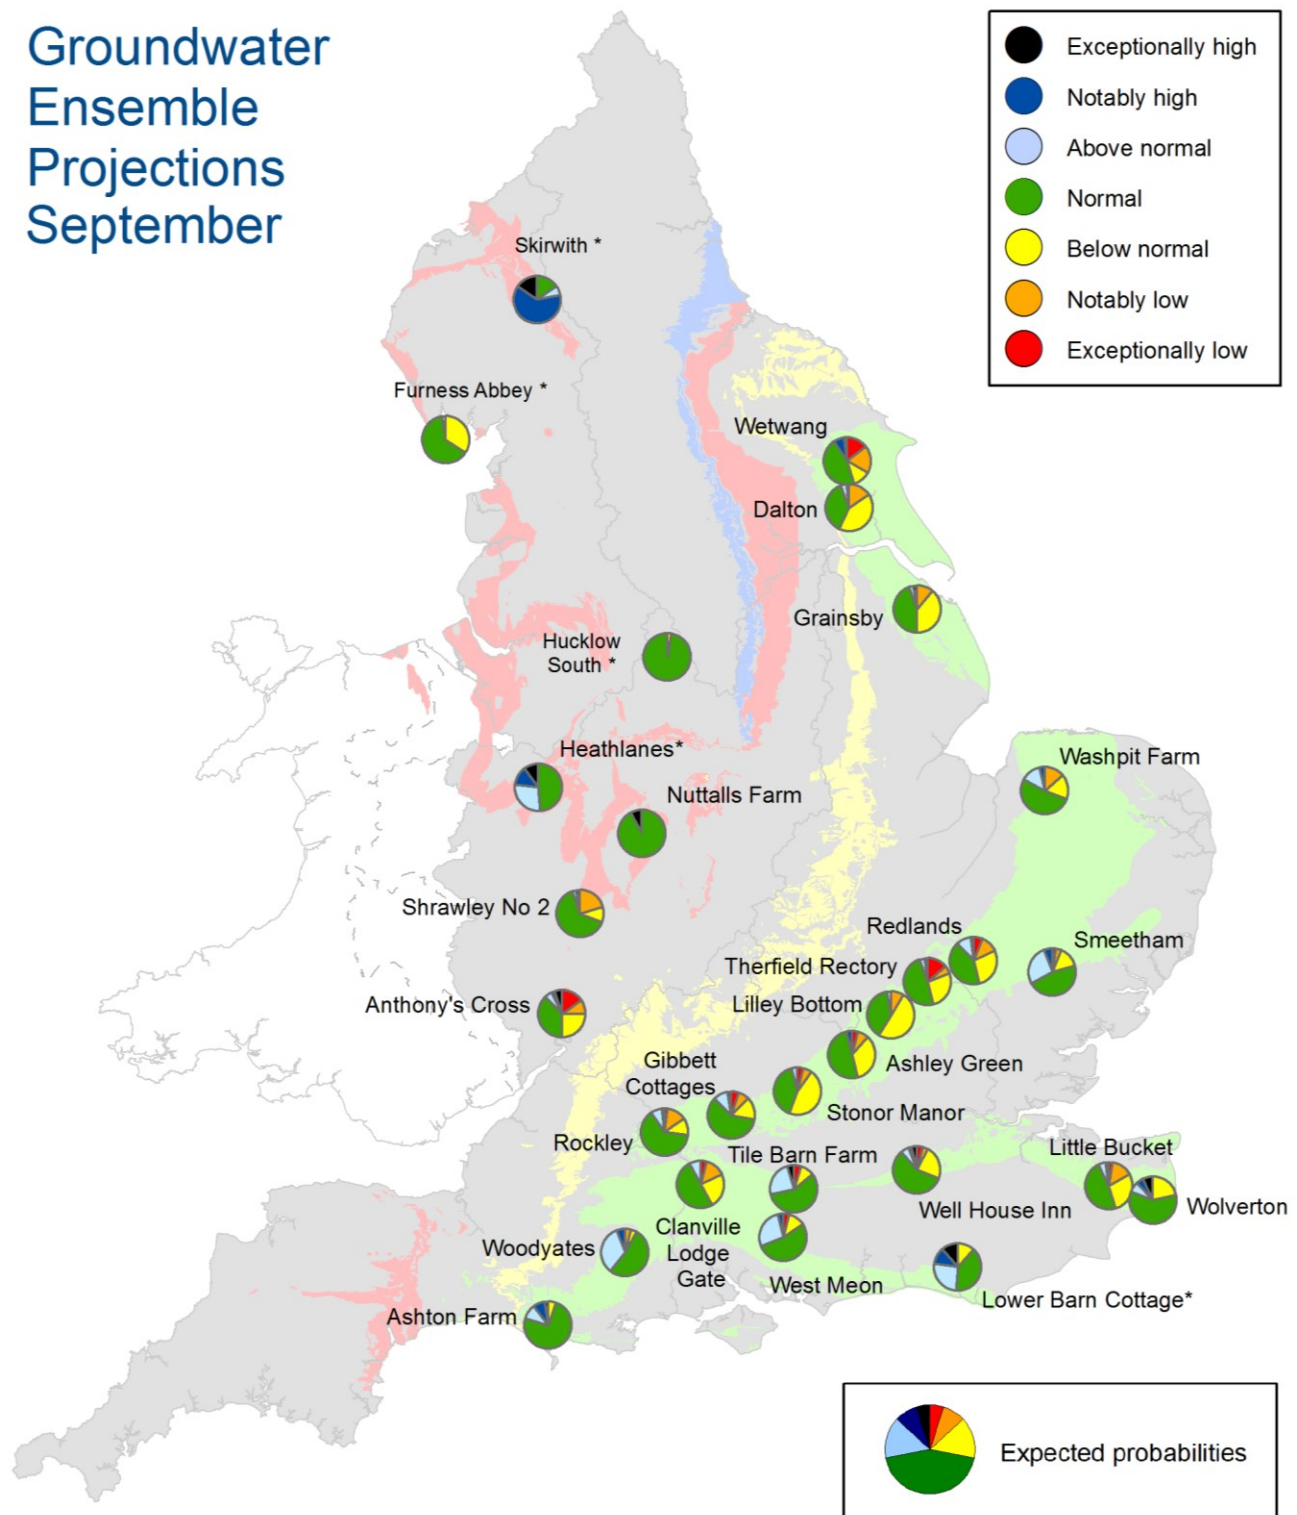 Groundwater
Ensemble
Projections
September
Exceptionally high
Notably high
Above normal
Normal
Below normal
Notably low
Exceptionally low
Skirwith *
Furness Abbey *
Wetwang
Dalton
Grainsby
Hucklow
South *
Heathlanes*
Nuttalls Farm
Washpit Farm
Shrawley No 2
Redlands
Smeetham
Therfield Rectory
Anthony's Cross
Lilley Bottom
Gibbett
Cottages
Ashley Green
Stonor Manor
Rockley
Tile Barn Farm
Little Bucket
Well House Inn
Wolverton
Clanville
Lodge
Gate
Woodyates
West Meon
Lower Barn Cottage*
Ashton Farm
Expected probabilities